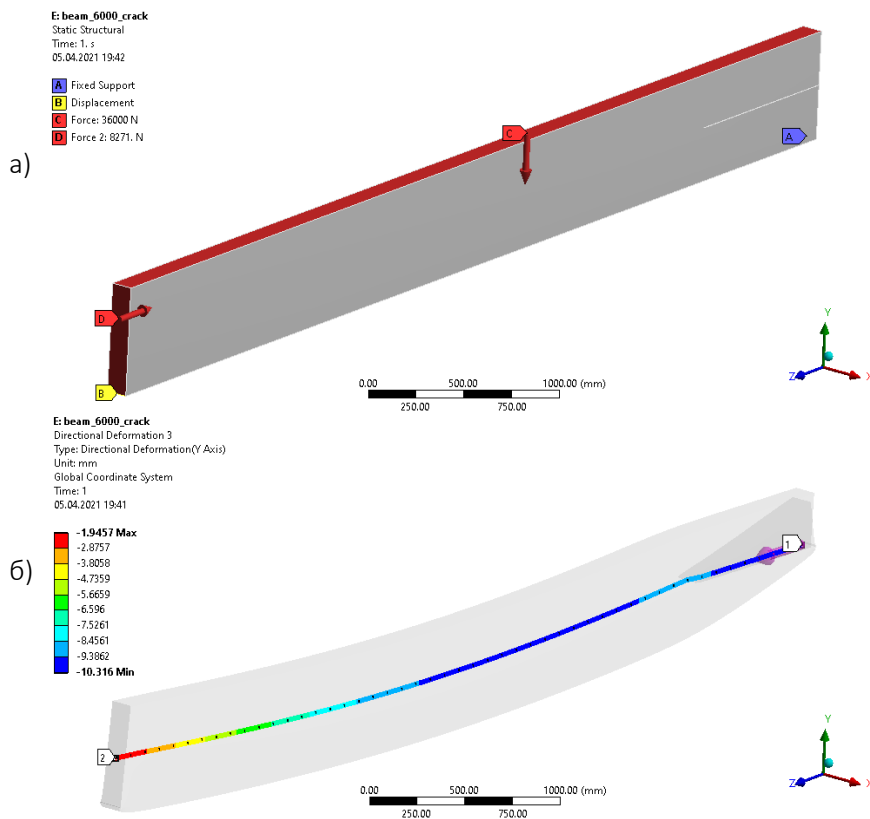 E: beam_6000_crack
Static Structural
Time: 1, s
05.04.2021 19:42
A Fixed Support
B Displacement
C Force: 36000 N
D Force 2: 8271, N
а)
C
A
D
B
Y
Z
X
0.00 500.00 1000.00 (mm)
250.00 750.00
E: beam_6000_crack
Directional Deformation 3
Type: Directional Deformation(Y Axis)
Unit: mm
Global Coordinate System
Time: 1
05.04.2021 19:41
-1.9457 Max
-2.8757
-3.8058
-4.7359
-5.6659
-6.596
-7.5261
-8.4561
-9.3862
-10.316 Min
б)
1
2
Y
Z
X
0.00 500.00 1000.00 (mm)
250.00 750.00